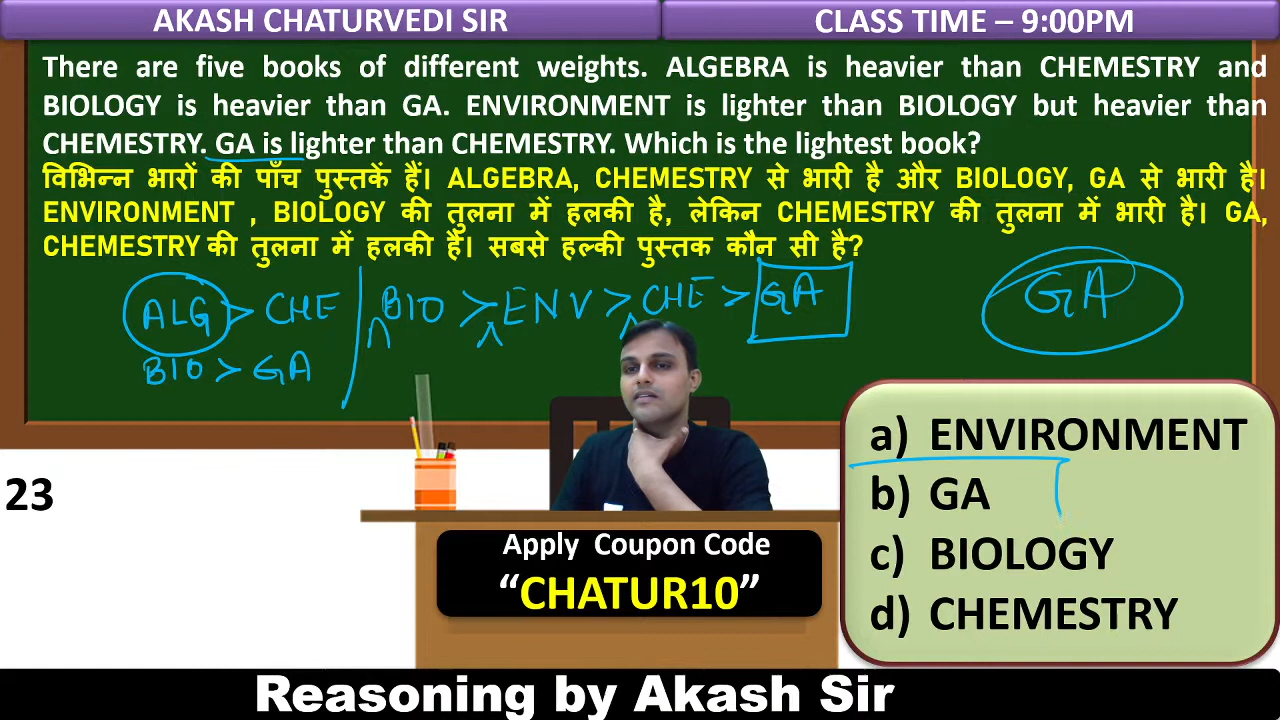 AKASH CHATURVEDI SIR
CLASS TIME – 9:00PM
There are five books of different weights. ALGEBRA is heavier than CHEMESTRY and
BIOLOGY is heavier than GA. ENVIRONMENT is lighter than BIOLOGY but heavier than
CHEMESTRY. GA is lighter than CHEMESTRY. Which is the lightest book?
विभिन्न भारों की पाँच पुस्तकें हैं। ALGEBRA, CHEMESTRY से भारी है और BIOLOGY, GA से भारी है।
ENVIRONMENT , BIOLOGY की तुलना में हलकी है, लेकिन CHEMESTRY की तुलना में भारी है। GA,
CHEMESTRY की तुलना में हलकी है। सबसे हल्की पुस्तक कौन सी है?
ALG > CHE
BIO > ENV > CHE > GA
GA
BIO > GA
a) ENVIRONMENT
b) GA
c) BIOLOGY
d) CHEMESTRY
23
Apply Coupon Code
“CHATUR10”
Reasoning by Akash Sir